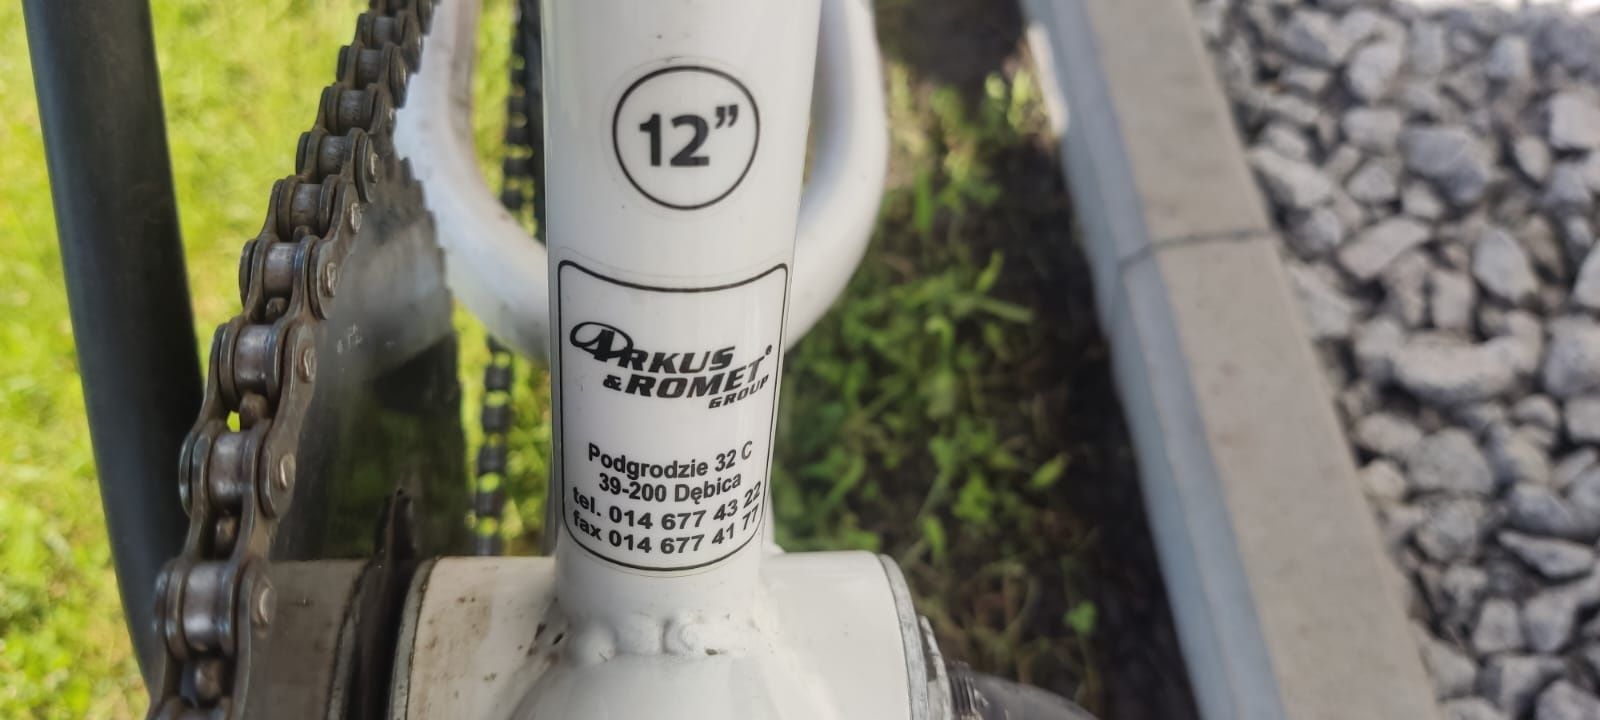 12”
ARKUS
& ROMET
GROUP
Podgrodzie 32 C
39-200 Dębica
tel. 014 677 43 22
fax 014 677 41 77